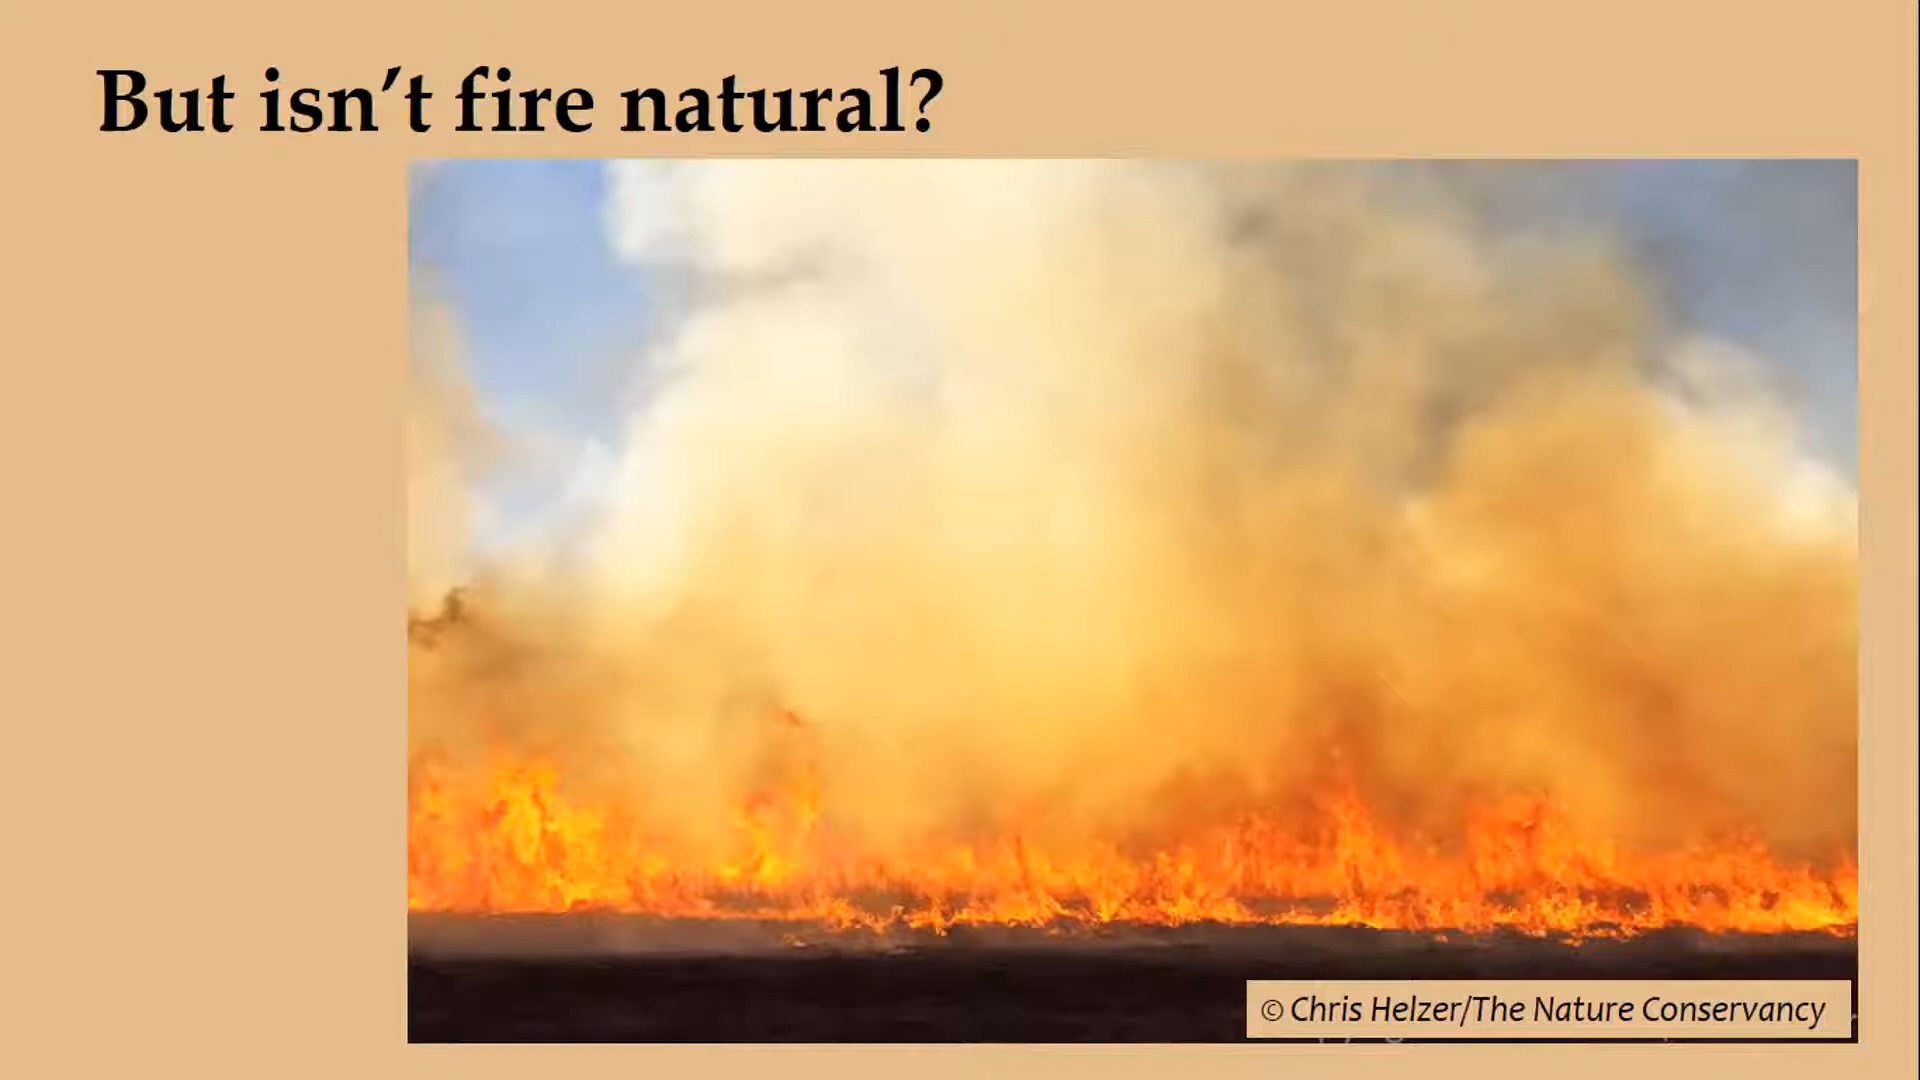 But isn’t fire natural?
© Chris Helzer/The Nature Conservancy